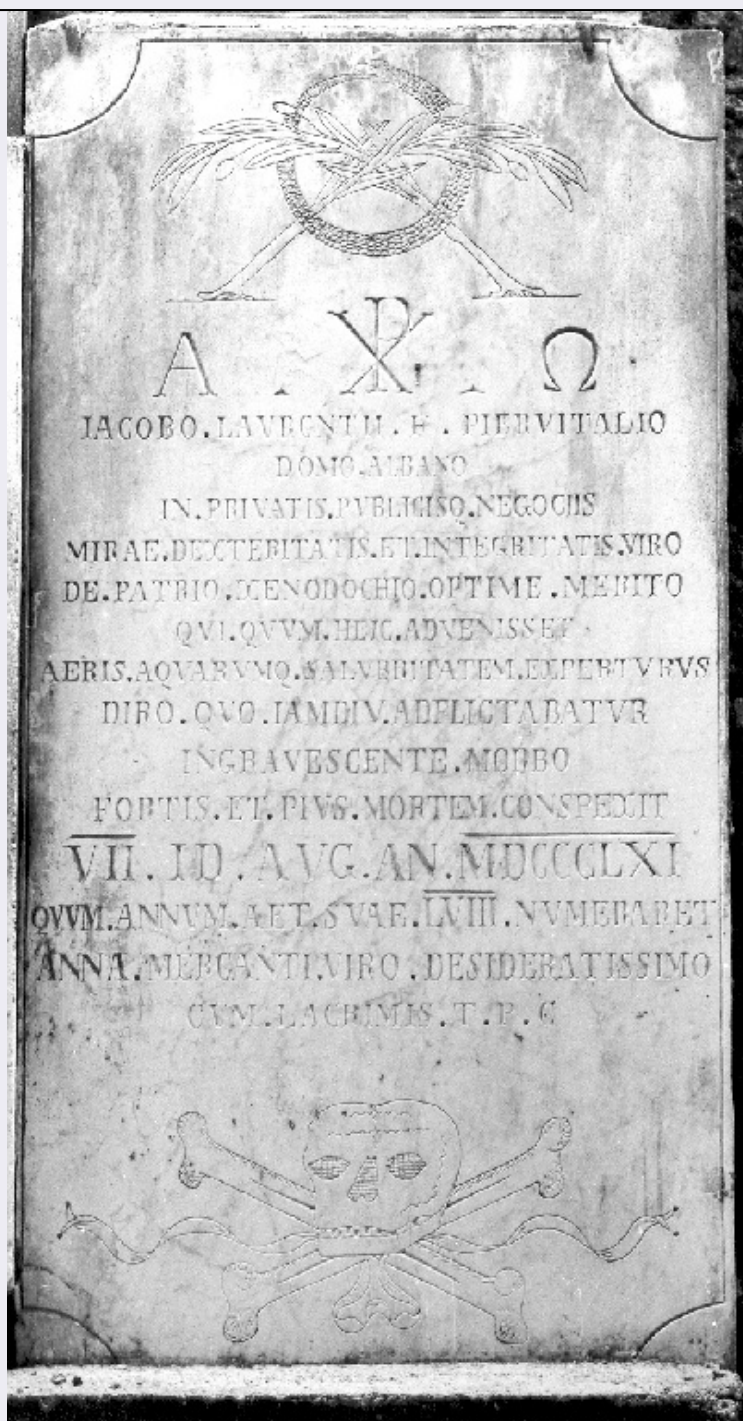 Α . ☧ . Ω
IACOBO . LAVRENTII . F . PIERVITALIO
DOMO . ALBANO
IN . PRIVATIS . PVBLICISQ . NEGOCIIS
MIRAE . DEXTERITATIS . ET . INTEGRITATIS . VIRO
DE . PATRIO . XENODOCHIO . OPTIME . MERITO
QVI . QVVM . HEIC . ADVENISSET
AERIS . AQVARVMQ . SALVBRITATEM . EXPERTVRVS
DIRO . QVO . IAMDIV . ADFLICTABATVR
INGRAVESCENTE . MORBO
FORTIS . ET . PIVS . MORTEM . CONSPEXIT
VII . ID . AVG . AN . MDCCCLXI
QVVM . ANNVM . AET . SVAE . LVIII . NVMERARET
ANNA . MERCANTI . VIRO . DESIDERATISSIMO
CVM . LACRIMIS . T . P . C